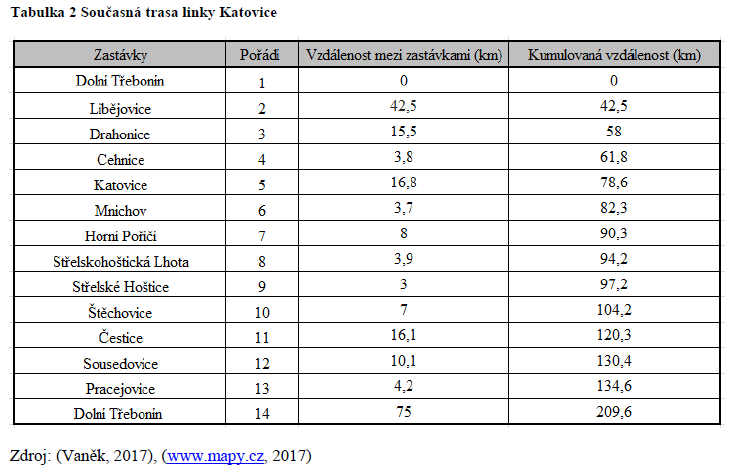 Tabulka 2 Současná trasa linky Katovice
Zastávky Pořádí Vzdálenost mezi zastávkami (km) Kumulovaná vzdálenost (km)
Dolní Třebonín 1 0 0
Libějovice 2 42,5 42,5
Drahonice 3 15,5 58
Cehnice 4 3,8 61,8
Katovice 5 16,8 78,6
Mnichov 6 3,7 82,3
Horní Poříčí 7 8 90,3
Střelskohoštická Lhota 8 3,9 94,2
Střelské Hoštice 9 3 97,2
Štěchovice 10 7 104,2
Čestice 11 16,1 120,3
Sousedovice 12 10,1 130,4
Pracejovice 13 4,2 134,6
Dolní Třebonín 14 75 209,6
Zdroj: (Vaněk, 2017), (www.mapy.cz, 2017)